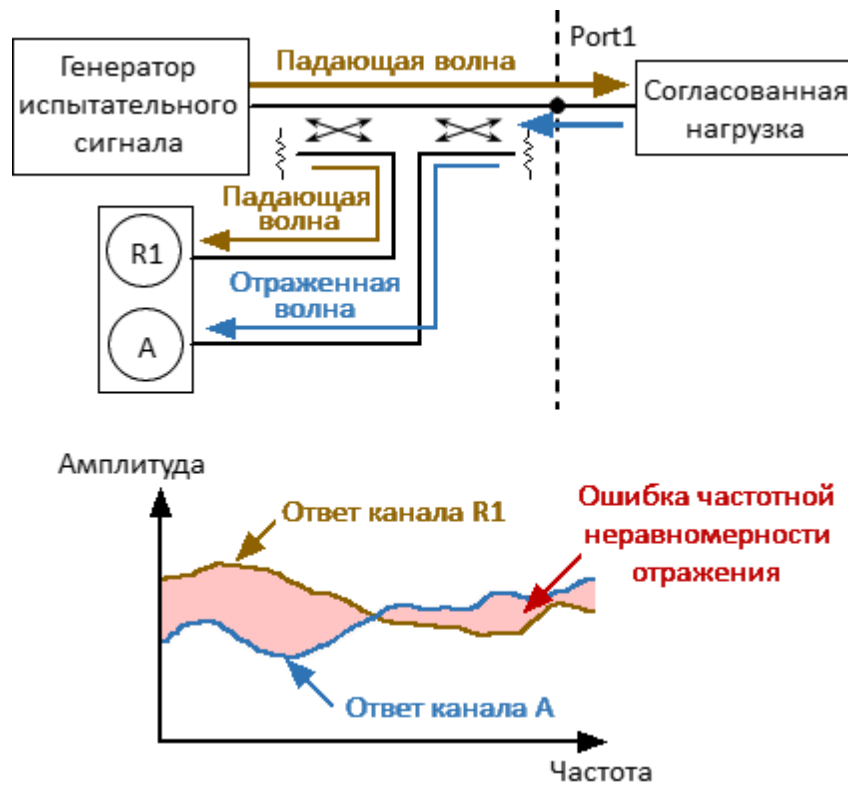 Port1
Генератор
испытательного
сигнала
Падающая волна
Согласованная
нагрузка
Падающая
волна
R1
Отраженная
волна
A
Амплитуда
Ответ канала R1
Ошибка частотной
неравномерности
отражения
Ответ канала A
Частота